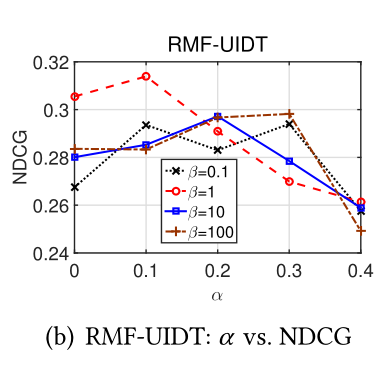 RMF-UIDT
0.32
0.3
0.28
0.26
0.24
NDCG
β=0.1
β=1
β=10
β=100
0 0.1 0.2 0.3 0.4
α
(b) RMF-UIDT: α vs. NDCG